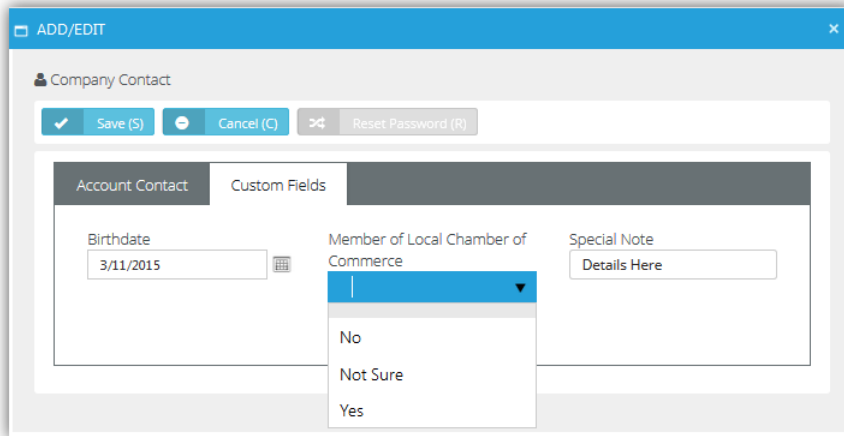 ADD/EDIT
Company Contact
Save (S) Cancel (C) Reset Password (R)
Account Contact Custom Fields
Birthdate
3/11/2015
Member of Local Chamber of
Commerce
No
Not Sure
Yes
Special Note
Details Here